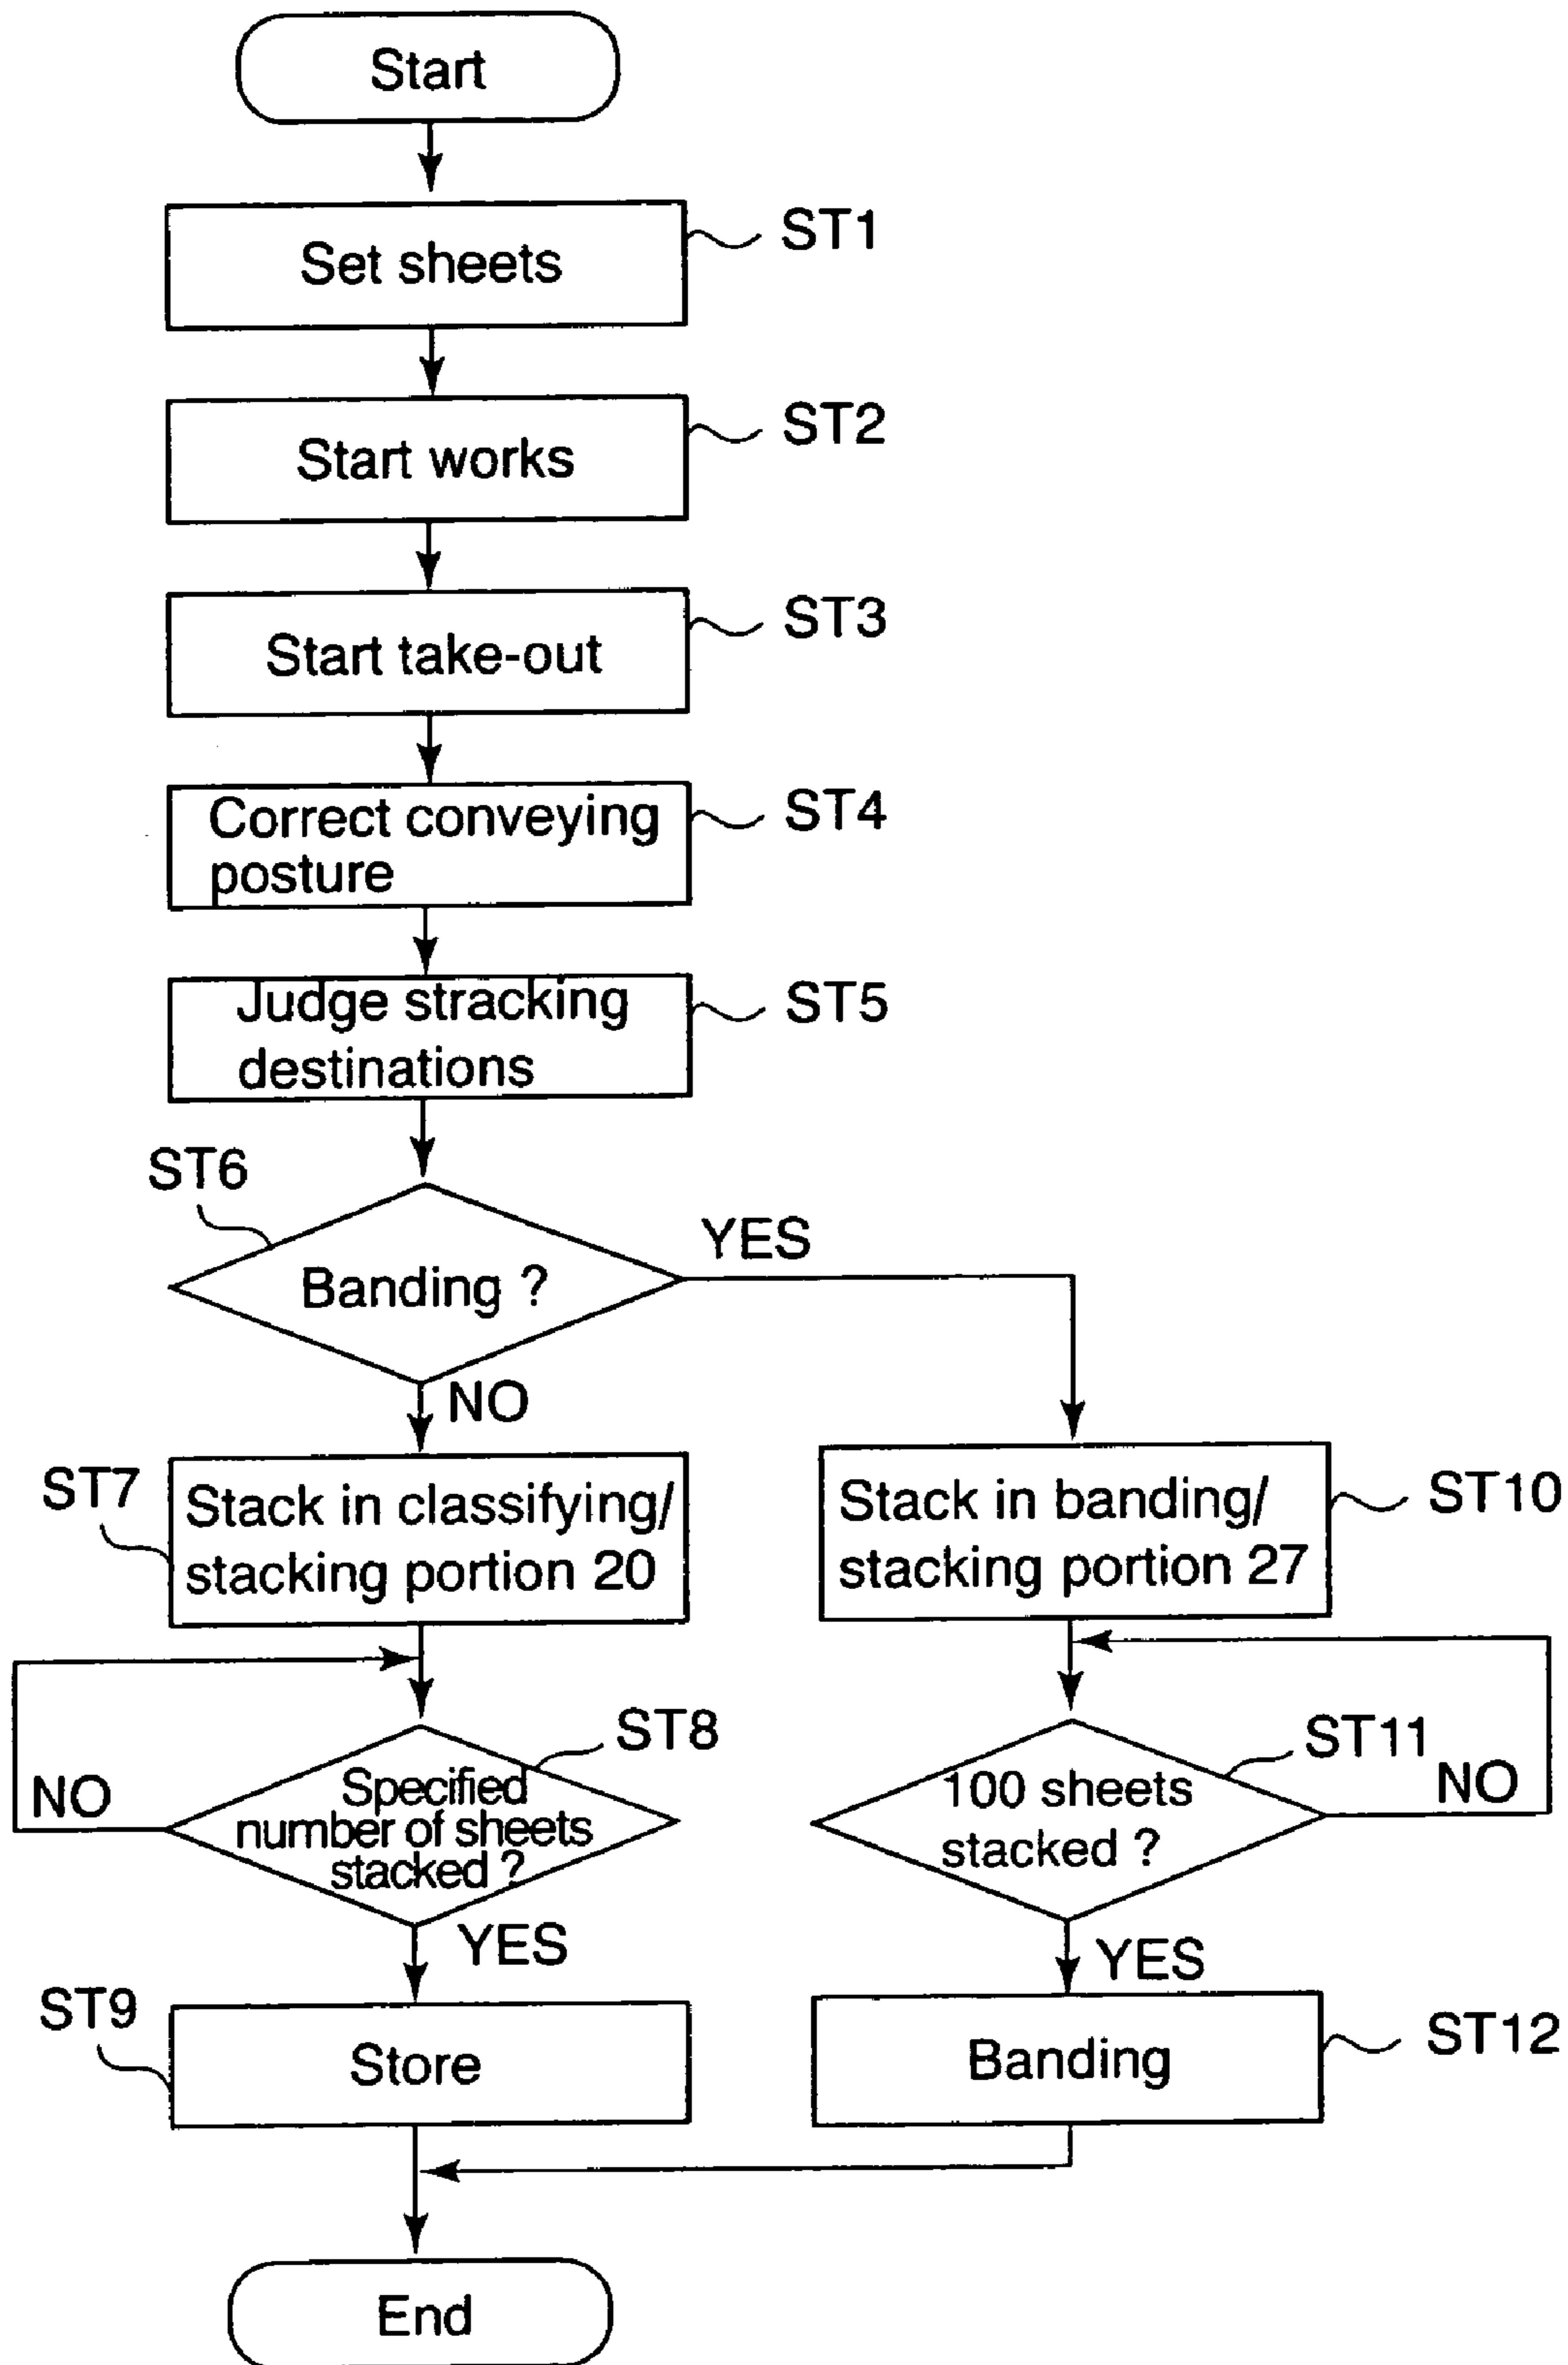 Start
Set sheets
ST1
Start works
ST2
Start take-out
ST3
Correct conveying
posture
ST4
Judge stracking
destinations
ST5
ST6
Banding ?
YES
NO
ST7
Stack in classifying/
stacking portion 20
Stack in banding/
stacking portion 27
ST10
ST8
Specified
number of sheets
stacked ?
NO
YES
ST11
100 sheets
stacked ?
NO
YES
ST9
Store
Banding
ST12
End